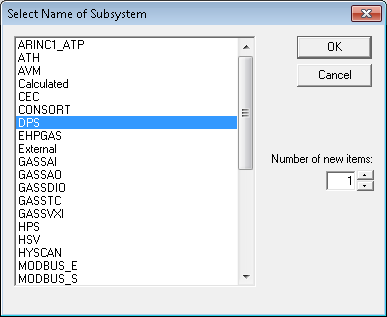 Select Name of Subsystem
ARINC1_ATP
ATH
AVM
Calculated
CEC
CONSORT
DPS
EHPGAS
External
GASSAI
GASSAO
GASSDIO
GASSTC
GASSVXI
HPS
HSV
HYSCAN
MODBUS_E
MODBUS_S
OK
Cancel
Number of new items:
1